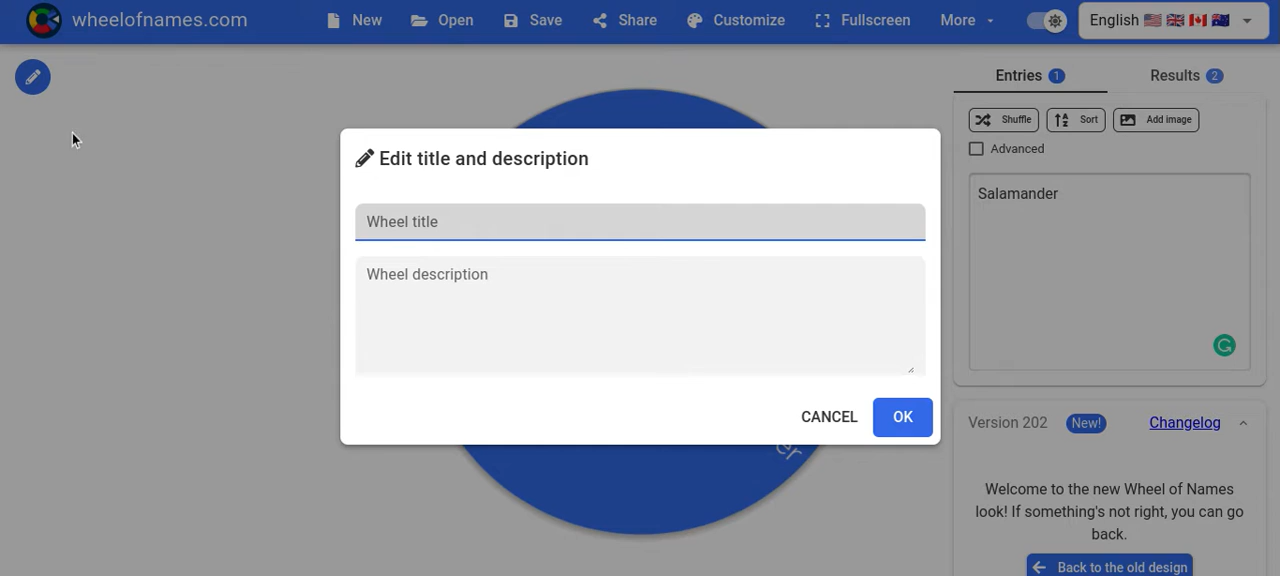 wheelofnames.com
New
Open
Save
Share
Customize
Fullscreen
More
English
Entries 1
Results 2
Shuffle
Sort
Add image
Advanced
Salamander
Edit title and description
Wheel title
Wheel description
CANCEL
OK
er
Version 202
New!
Changelog
Welcome to the new Wheel of Names
look! If something's not right, you can go
back.
Back to the old design